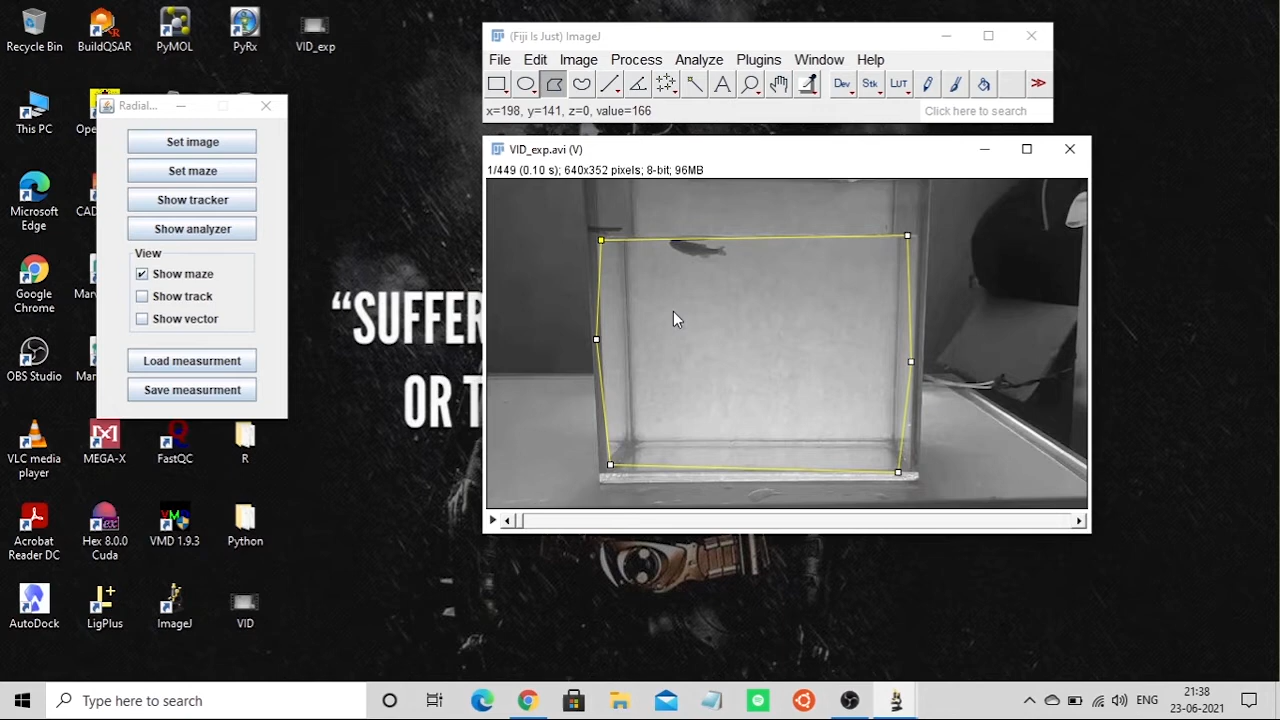 Recycle Bin
BuildQSAR
PyMOL
PyRx
VID_exp
This PC
Ope
Microsoft
Edge
CAD
Google
Chrome
Mar
OBS Studio
Mar
VLC media
player
MEGA-X
FastQC
R
Acrobat
Reader DC
Hex 8.0.0
Cuda
VMD 1.9.3
Python
AutoDock
LigPlus
ImageJ
VID
Radial...
Set image
Set maze
Show tracker
Show analyzer
View
Show maze
Show track
Show vector
Load measurment
Save measurment
“SUFFER
OR T
(Fiji Is Just) ImageJ
File Edit Image Process Analyze Plugins Window Help
A Dev Stk LUT >>
x=198, y=141, z=0, value=166
Click here to search
VID_exp.avi (V)
1/449 (0.10 s); 640x352 pixels; 8-bit; 96MB
Type here to search
ENG
21:38
23-06-2021